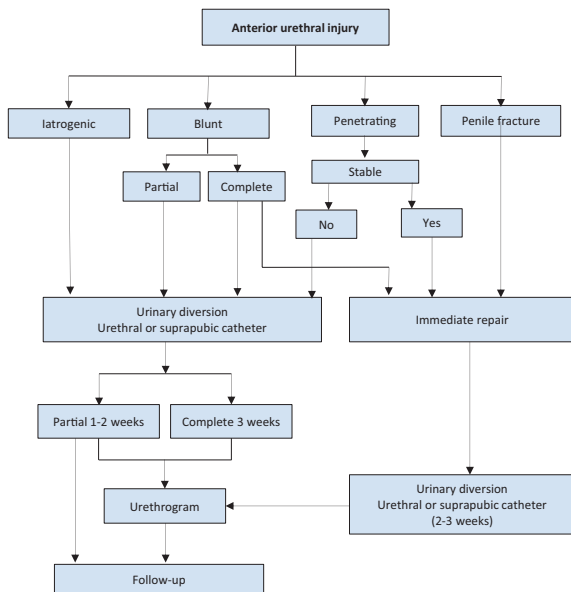 Anterior urethral injury
Iatrogenic
Blunt
Penetrating
Penile fracture
Partial
Complete
Stable
No
Yes
Urinary diversion
Urethral or suprapubic catheter
Immediate repair
Partial 1-2 weeks
Complete 3 weeks
Urethrogram
Urinary diversion
Urethral or suprapubic catheter
(2-3 weeks)
Follow-up